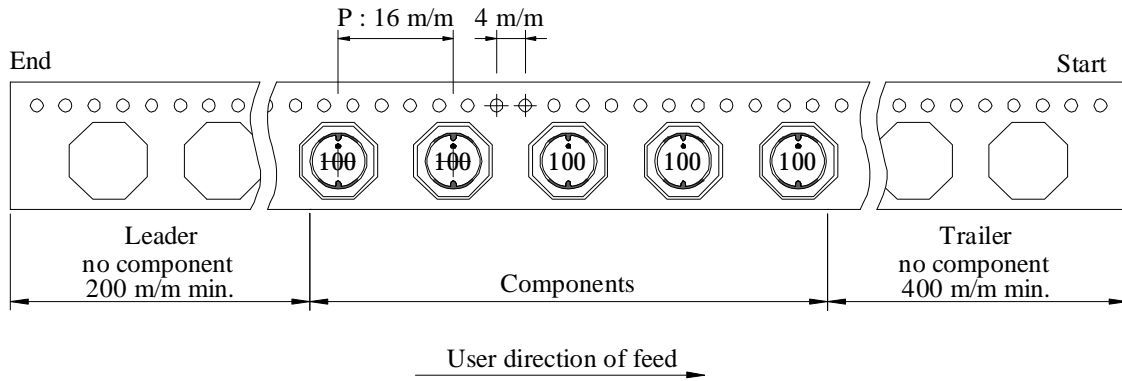 P : 16 m/m 4 m/m
End
Start
100 100 100 100 100
Leader
no component
200 m/m min.
Components
Trailer
no component
400 m/m min.
User direction of feed